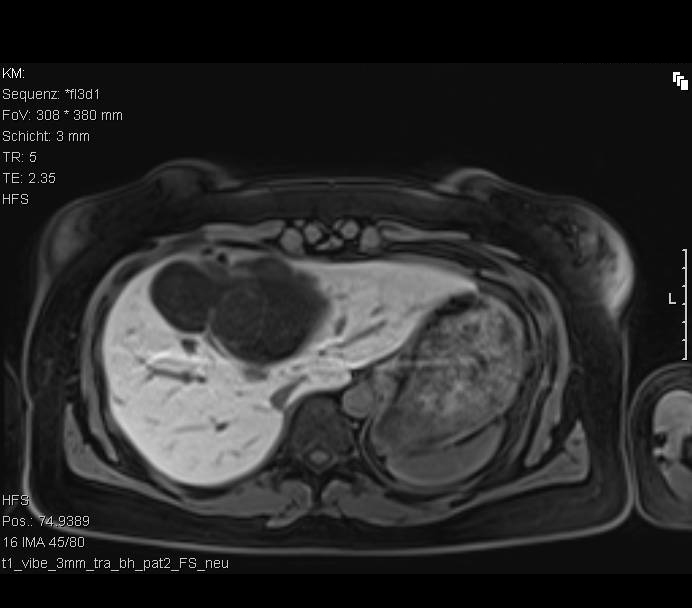 KM:
Sequenz: *fl3d1
FoV: 308 * 380 mm
Schicht: 3 mm
TR: 5
TE: 2.35
HFS
L
HFS
Pos.: 74.9389
16 IMA 45/80
t1_vibe_3mm_tra_bh_pat2_FS_neu